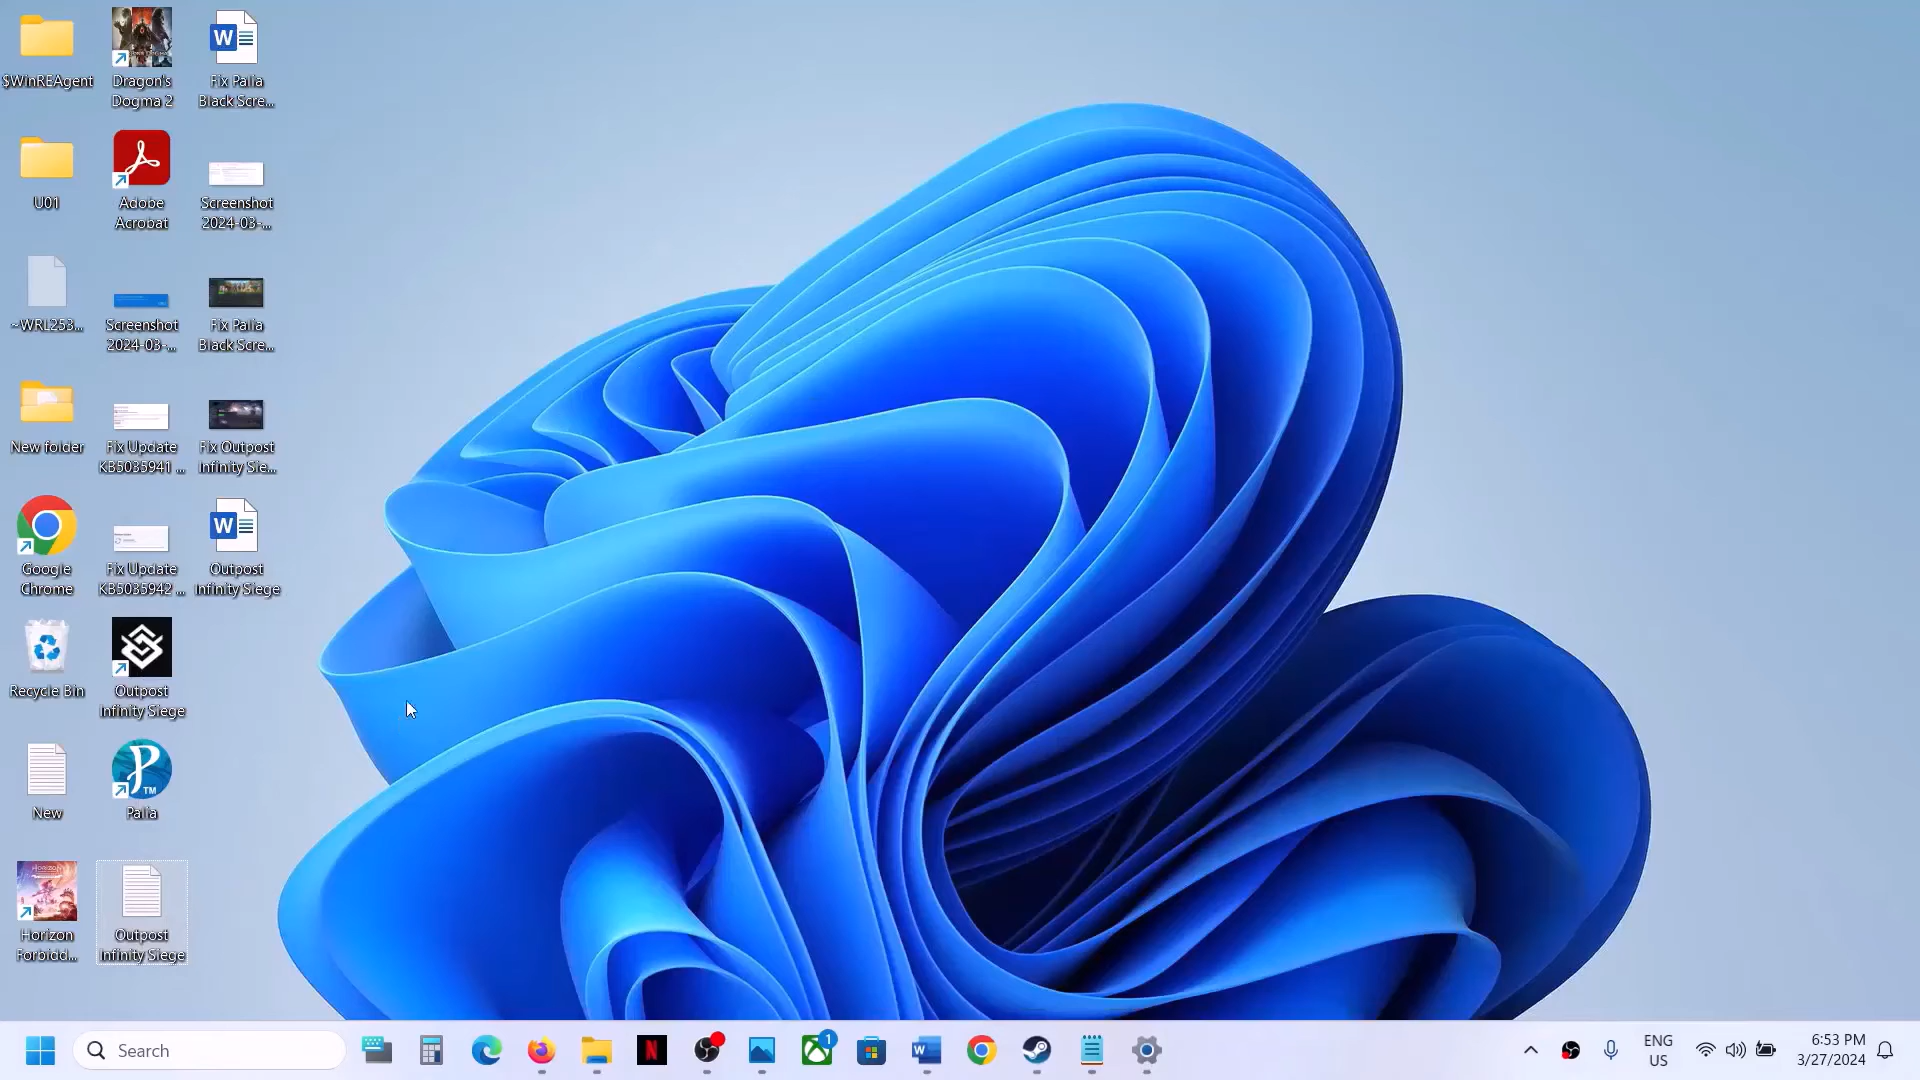 $WinREAgent
Dragon's
Dogma 2
Fix Palia
Black Scre...
U01
Adobe
Acrobat
Screenshot
2024-03-...
~WRL253...
Screenshot
2024-03-...
Fix Palia
Black Scre...
New folder
Fix Update
KB5035941 ...
Fix Outpost
Infinity Sie...
Google
Chrome
Fix Update
KB5035942 ...
Outpost
Infinity Siege
Recycle Bin
Outpost
Infinity Siege
New
Palia
Horizon
Forbidd...
Outpost
Infinity Siege
Search
1
ENG
US
6:53 PM
3/27/2024